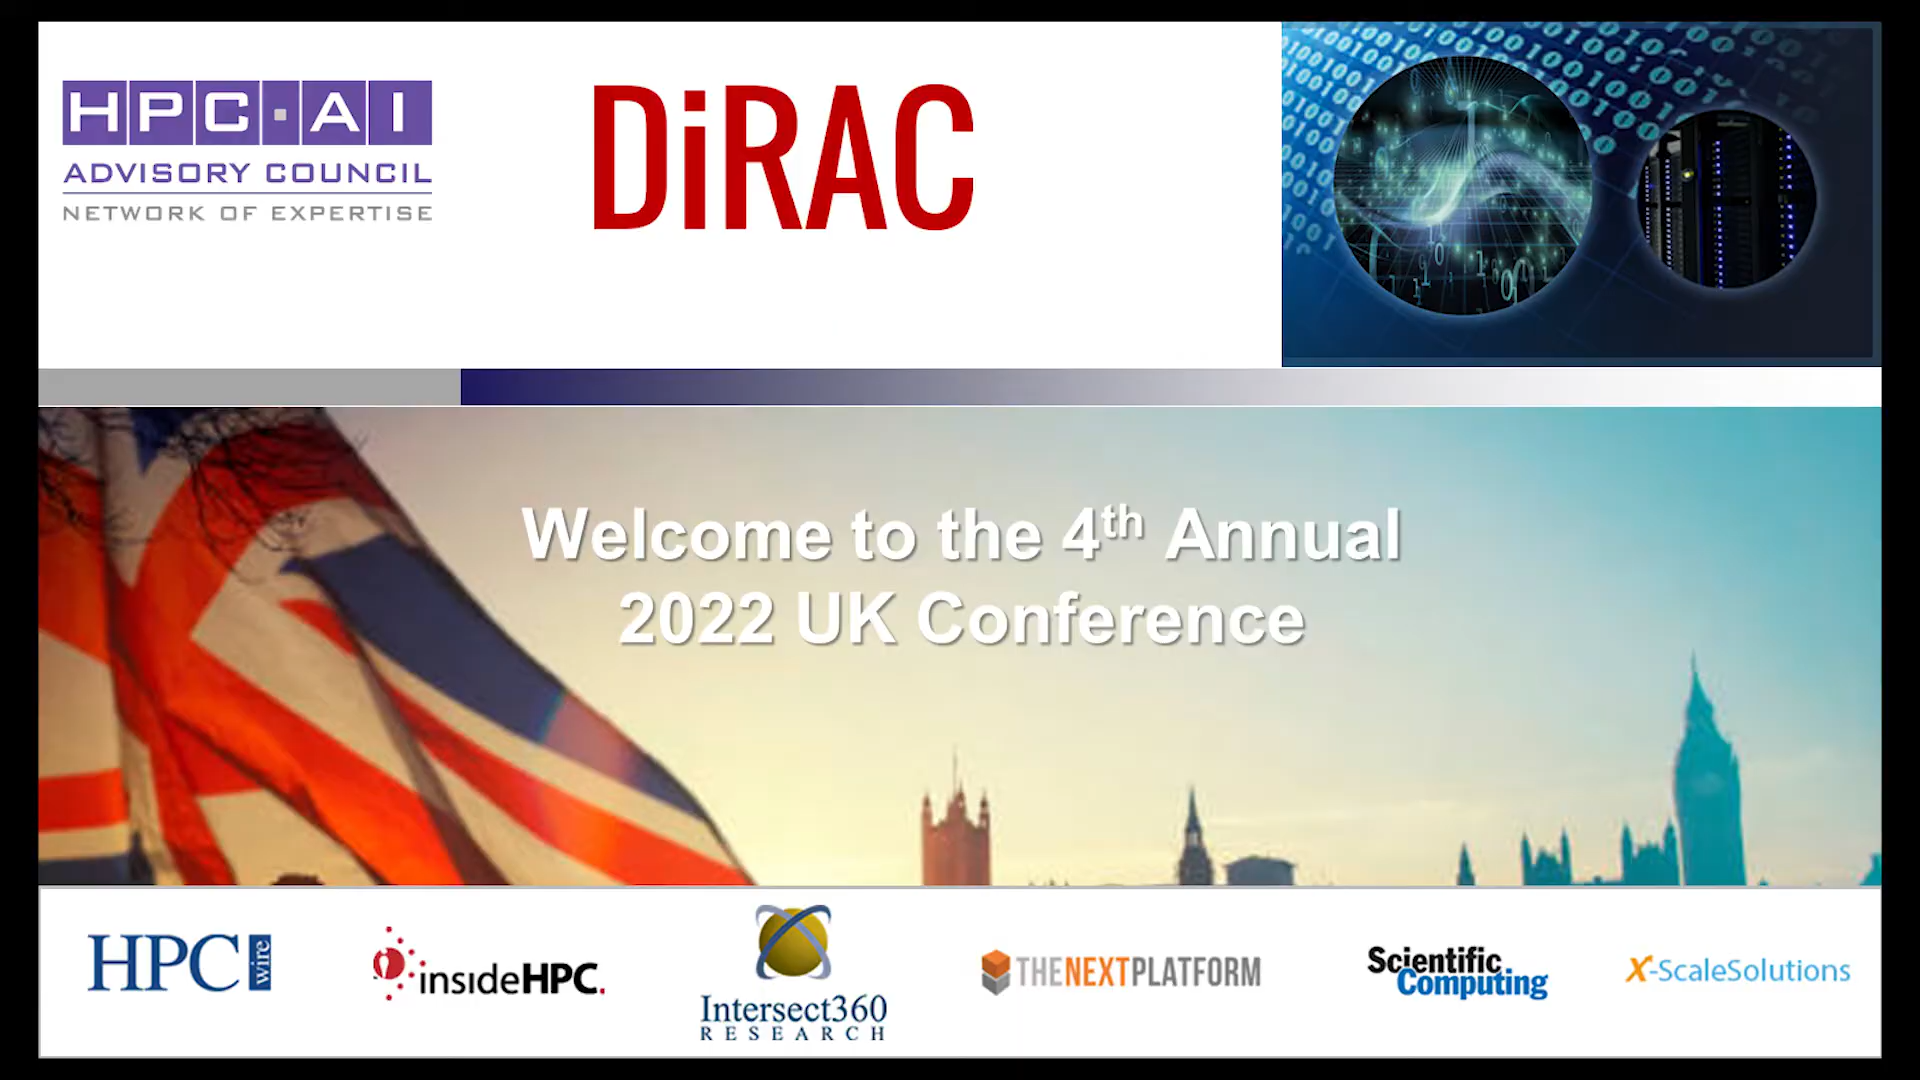 HPC·AI
ADVISORY COUNCIL
NETWORK OF EXPERTISE
DiRAC
Welcome to the 4th Annual
2022 UK Conference
HPC wire
insideHPC.
Intersect360
RESEARCH
THENEXTPLATFORM
Scientific
Computing
X-ScaleSolutions